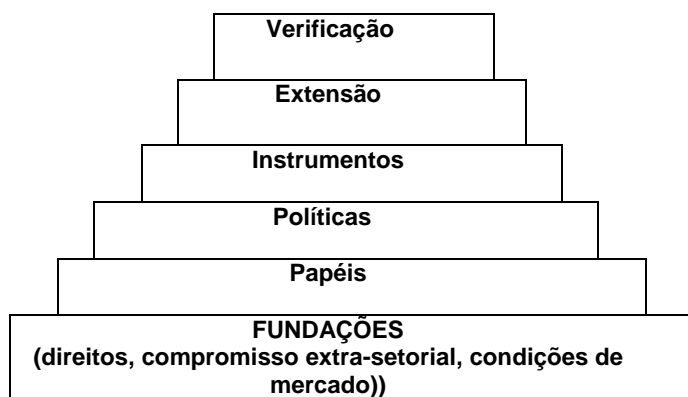 Verificação
Extensão
Instrumentos
Políticas
Papéis
FUNDAÇÕES
(direitos, compromisso extra-setorial, condições de
mercado))